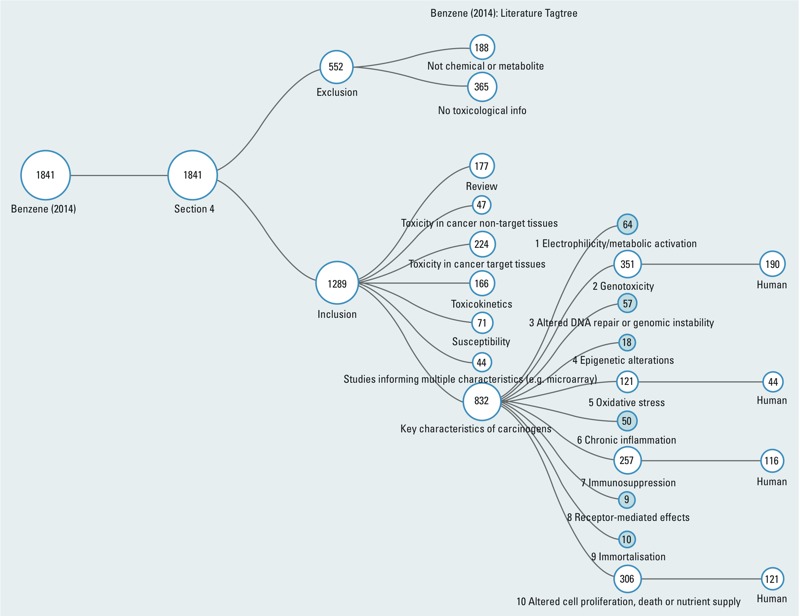 Benzene (2014): Literature Tagtree
188
Not chemical or metabolite
552
Exclusion
365
No toxicological info
1841
Benzene (2014)
1841
Section 4
177
Review
47
Toxicity in cancer non-target tissues
224
Toxicity in cancer target tissues
1289
Inclusion
166
Toxicokinetics
71
Susceptibility
44
Studies informing multiple characteristics (e.g. microarray)
832
Key characteristics of carcinogens
64
1 Electrophilicity/metabolic activation
351
2 Genotoxicity
190
Human
57
3 Altered DNA repair or genomic instability
18
4 Epigenetic alterations
121
5 Oxidative stress
44
Human
50
6 Chronic inflammation
257
7 Immunosuppression
116
Human
9
8 Receptor-mediated effects
10
9 Immortalisation
306
10 Altered cell proliferation, death or nutrient supply
121
Human